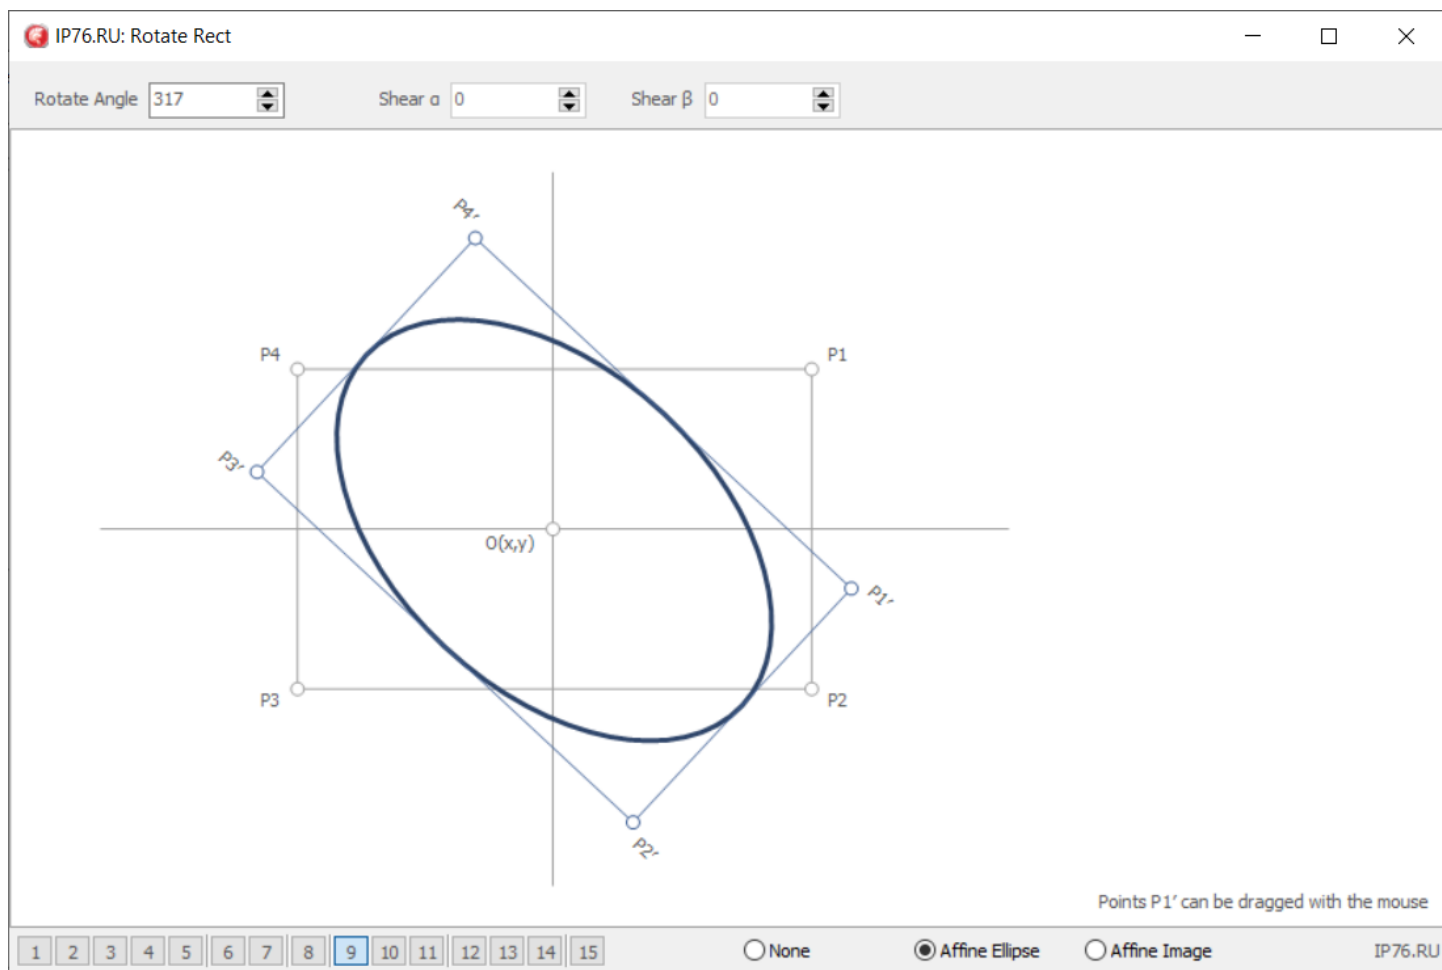 IP76.RU: Rotate Rect
Rotate Angle 317 Shear α 0 Shear β 0
P4′
P4 P1
P3′
O(x,y)
P1′
P3 P2
P2′
Points P1′ can be dragged with the mouse
1 2 3 4 5 6 7 8 9 10 11 12 13 14 15 None Affine Ellipse Affine Image IP76.RU